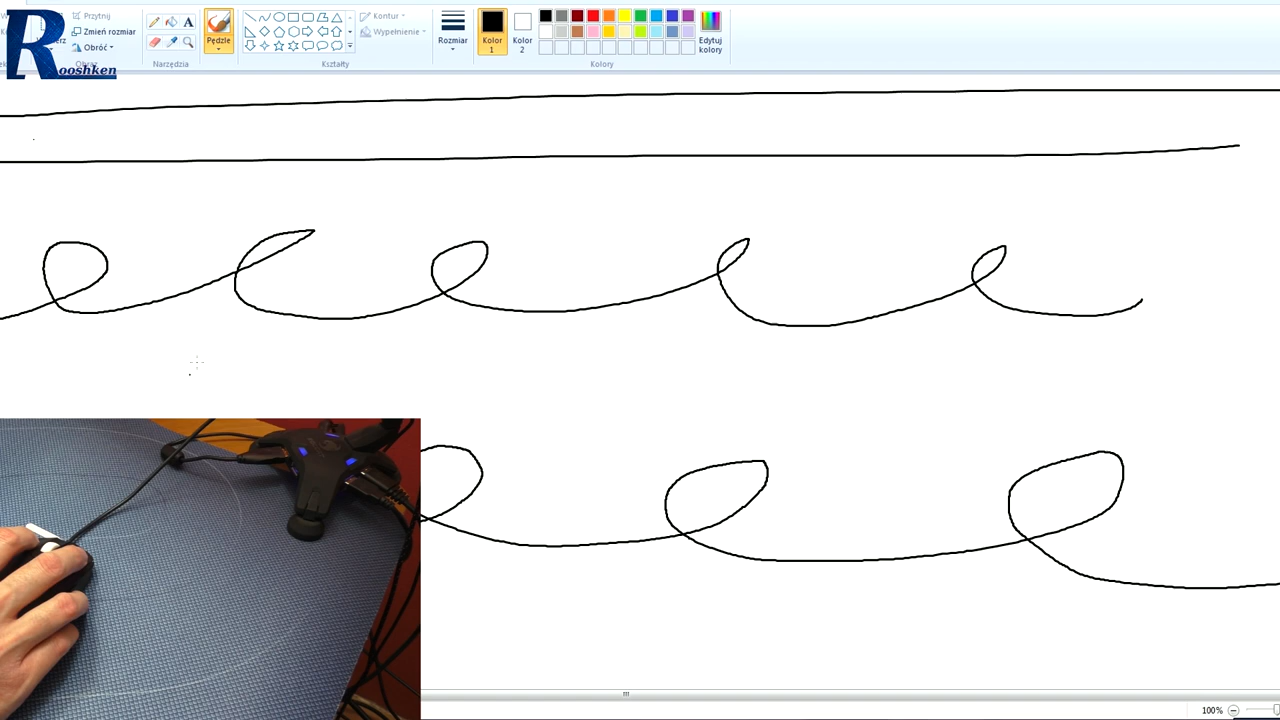 Rooshken
Przytnij
Zmień rozmiar
Obróć
Obraz
A
Narzędzia
Pędzle
Kształty
Kontur
Wypełnienie
Rozmiar
Kolor
1
Kolor
2
Edytuj
kolory
Kolory
100%